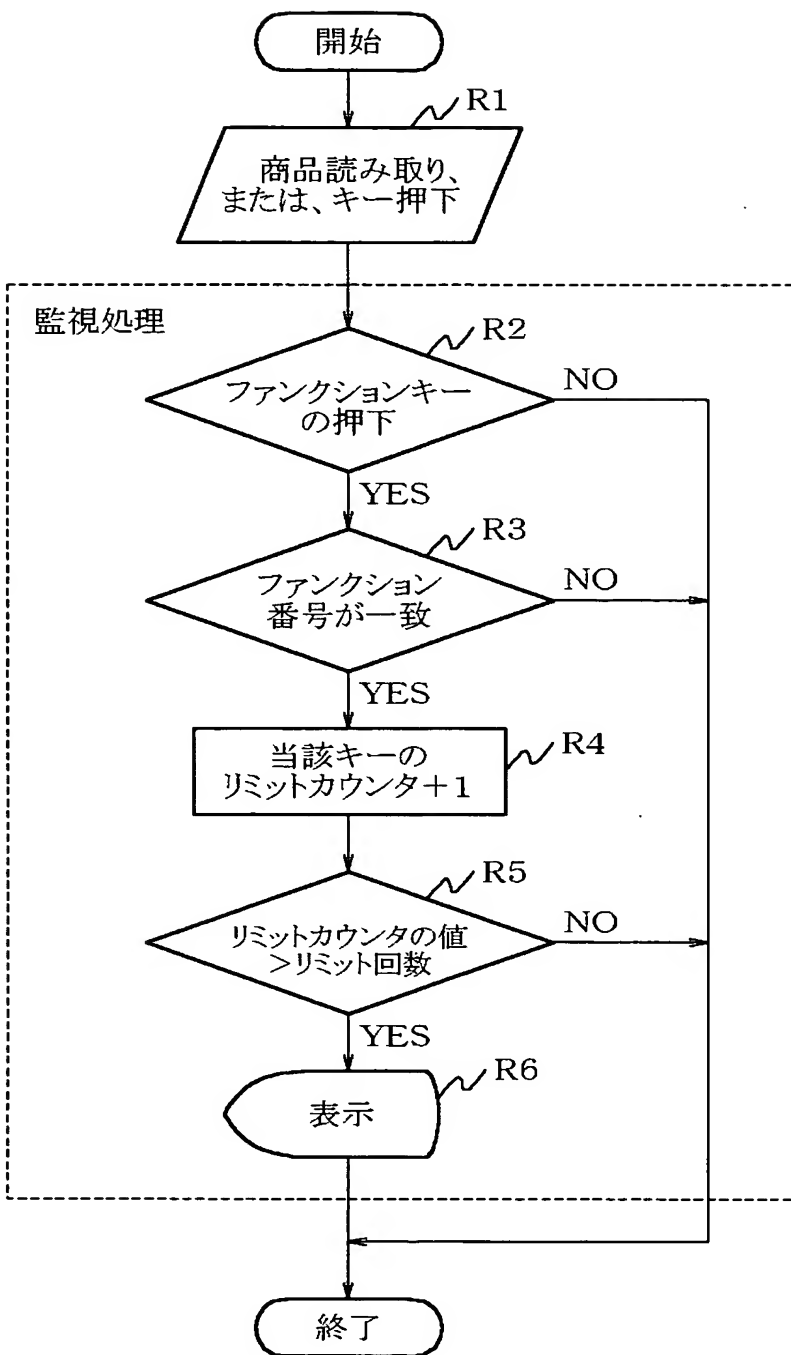 開始
R1
商品読み取り、
または、キー押下
監視処理
R2
ファンクションキー
の押下
NO
YES
R3
ファンクション
番号が一致
NO
YES
R4
当該キーの
リミットカウンタ＋１
R5
リミットカウンタの値
＞リミット回数
NO
YES
R6
表示
終了